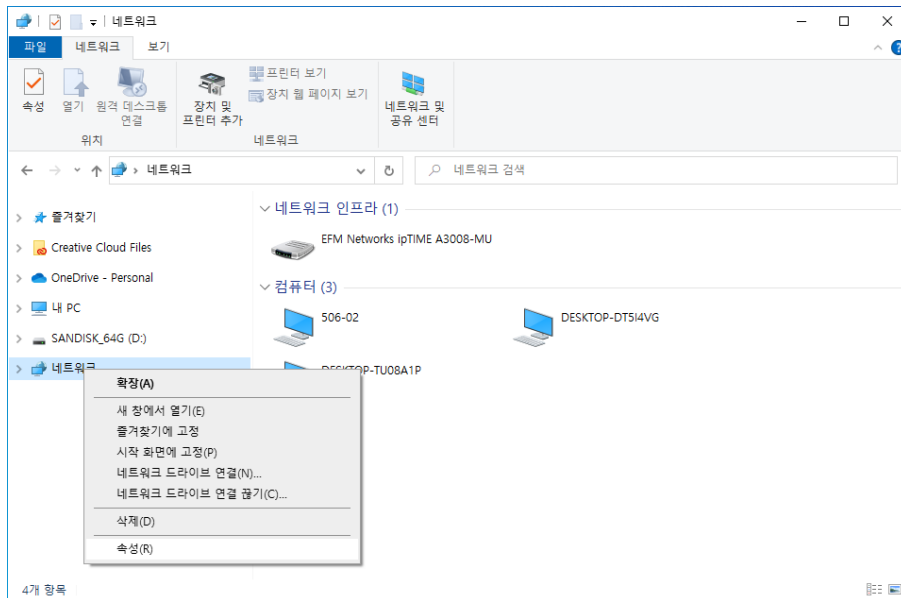 네트워크
파일 네트워크 보기
속성
열기
원격 데스크톱
연결
위치
장치 및
프린터 추가
프린터 보기
장치 웹 페이지 보기
네트워크
네트워크 및
공유 센터
네트워크
네트워크 검색
즐겨찾기
Creative Cloud Files
OneDrive - Personal
내 PC
SANDISK_64G (D:)
네트워크
네트워크 인프라 (1)
EFM Networks ipTIME A3008-MU
컴퓨터 (3)
506-02
DESKTOP-DT5I4VG
DESKTOP-TU08A1P
확장(A)
새 창에서 열기(E)
즐겨찾기에 고정
시작 화면에 고정(P)
네트워크 드라이브 연결(N)...
네트워크 드라이브 연결 끊기(C)...
삭제(D)
속성(R)
4개 항목